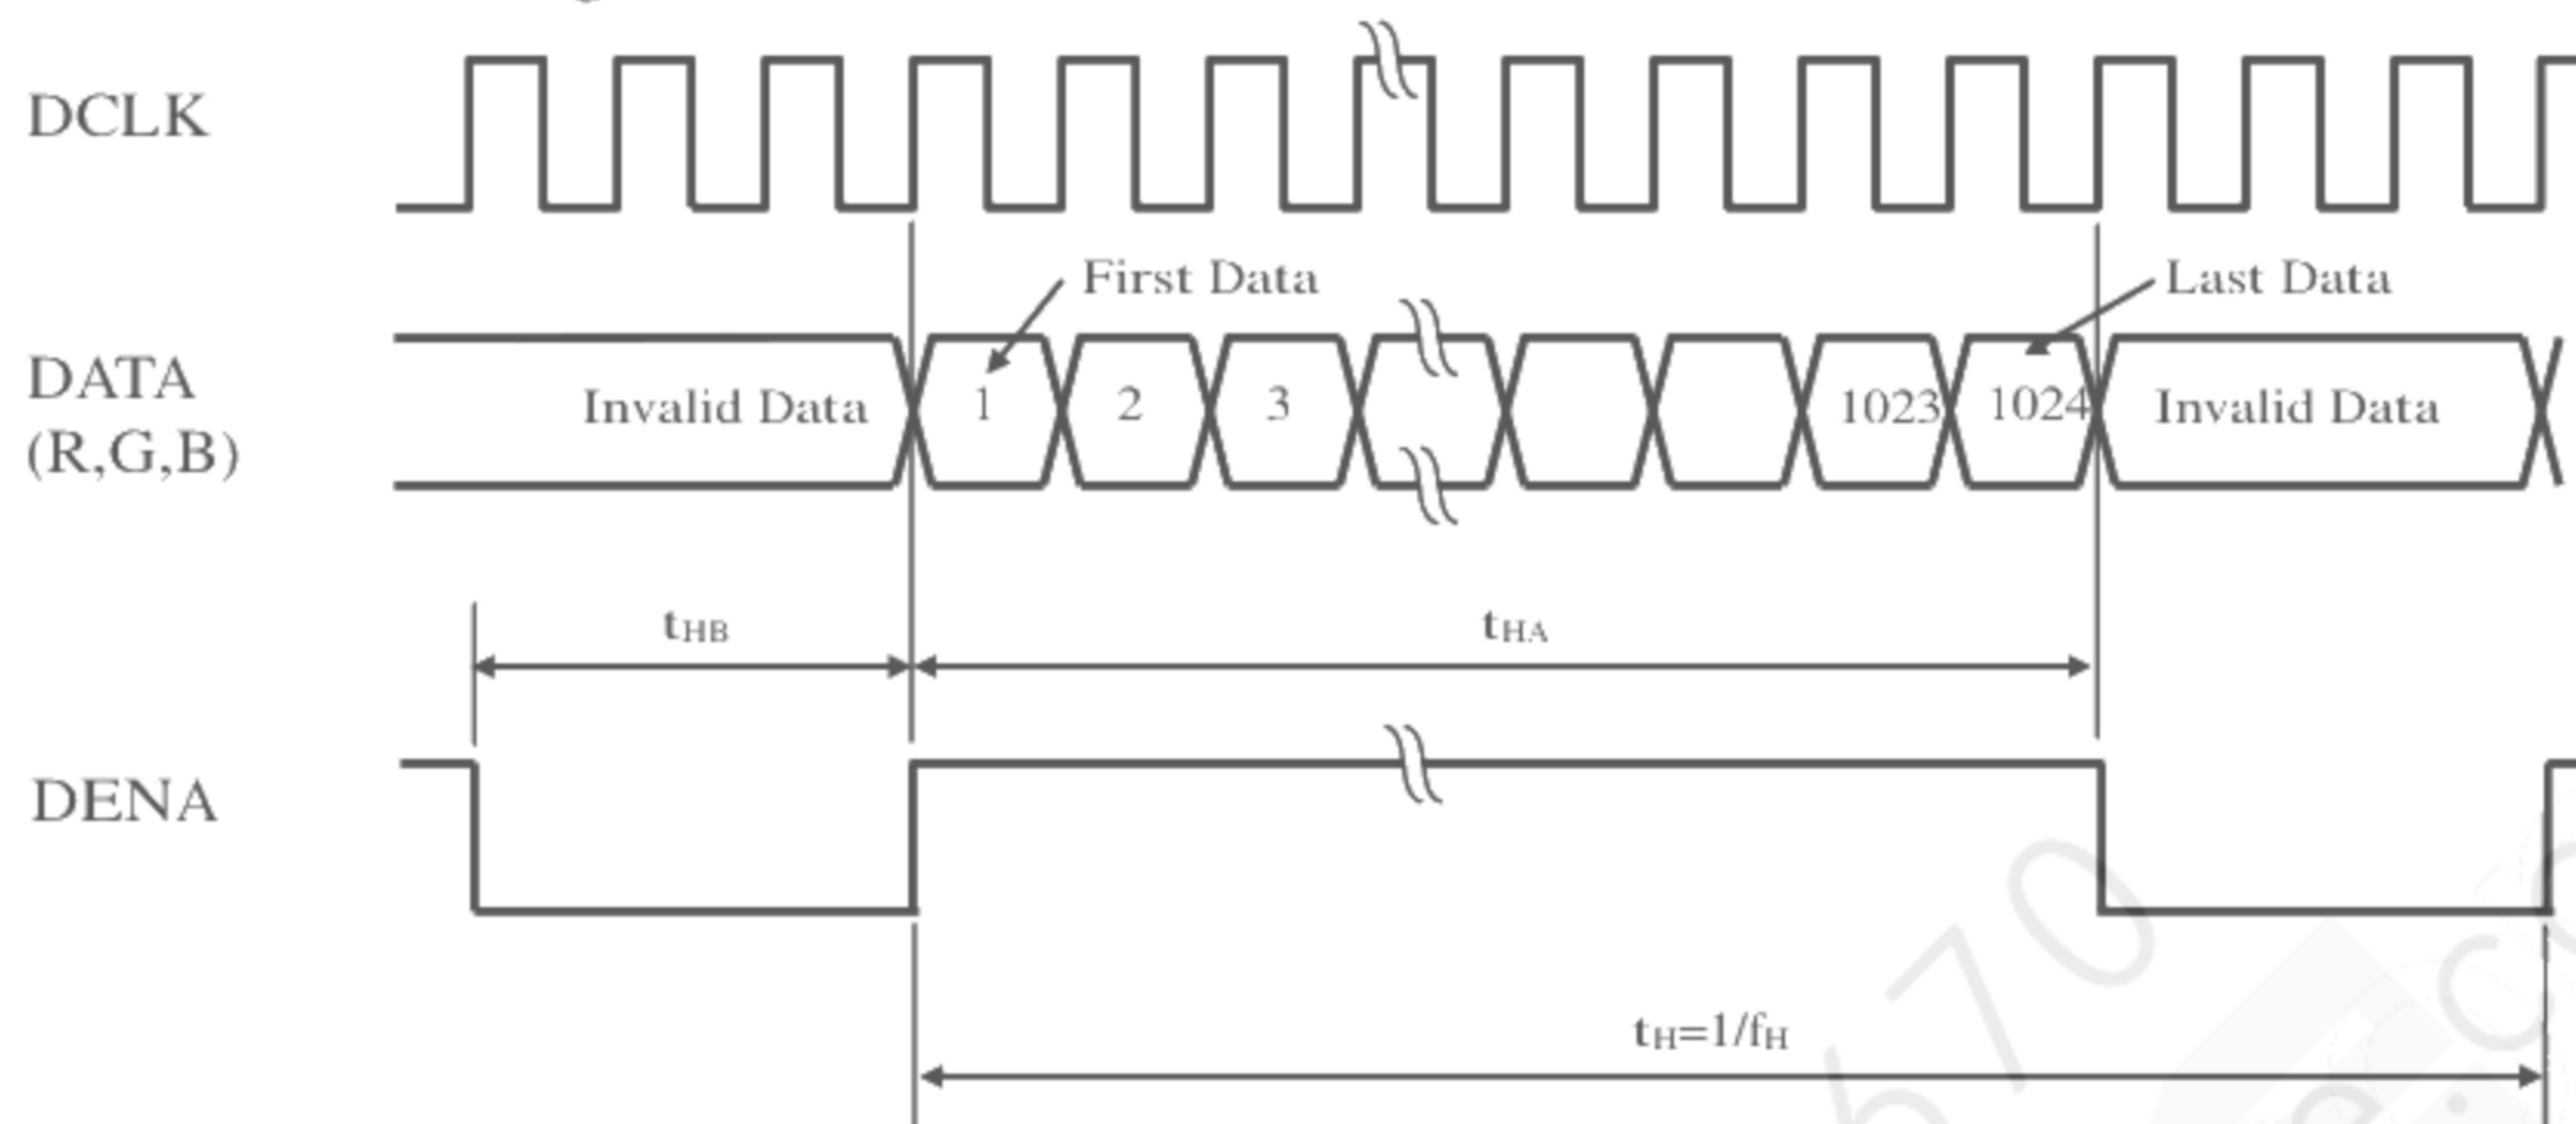 DCLK
First Data
Last Data
DATA
(R,G,B)
Invalid Data
1
2
3
1023
1024
Invalid Data
tHB
tHA
DENA
tH=1/fH